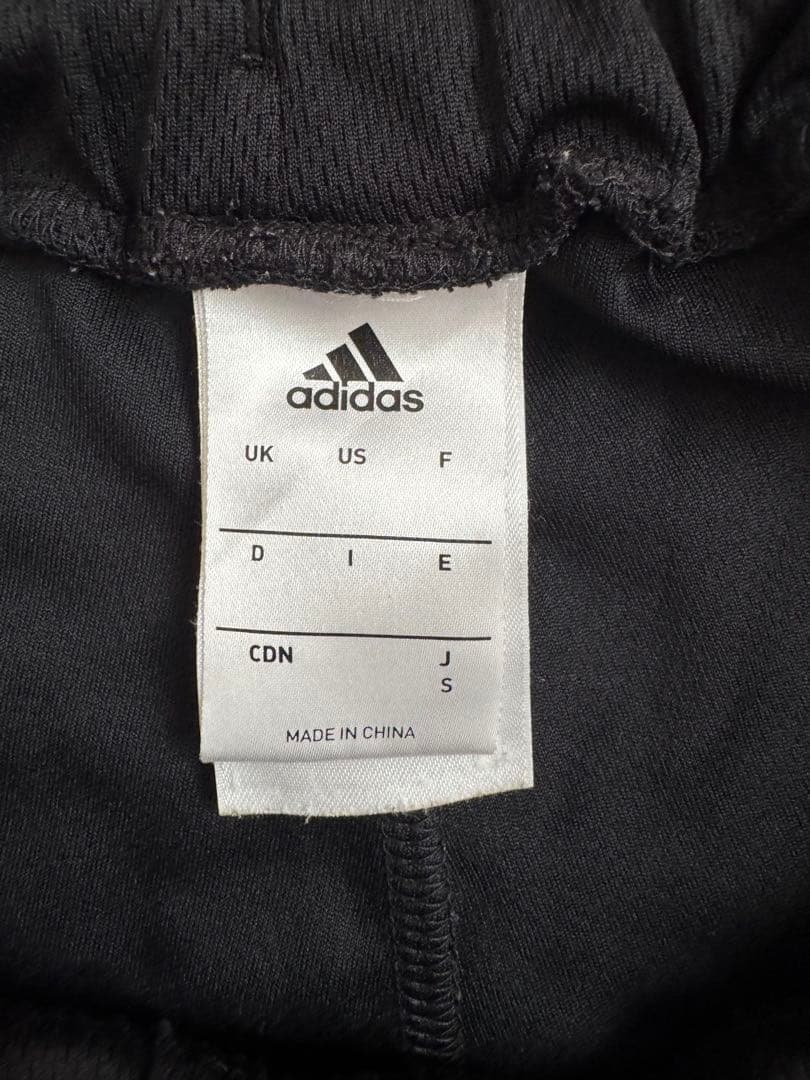 adidas
UK US F
D I E
CDN J
S
MADE IN CHINA